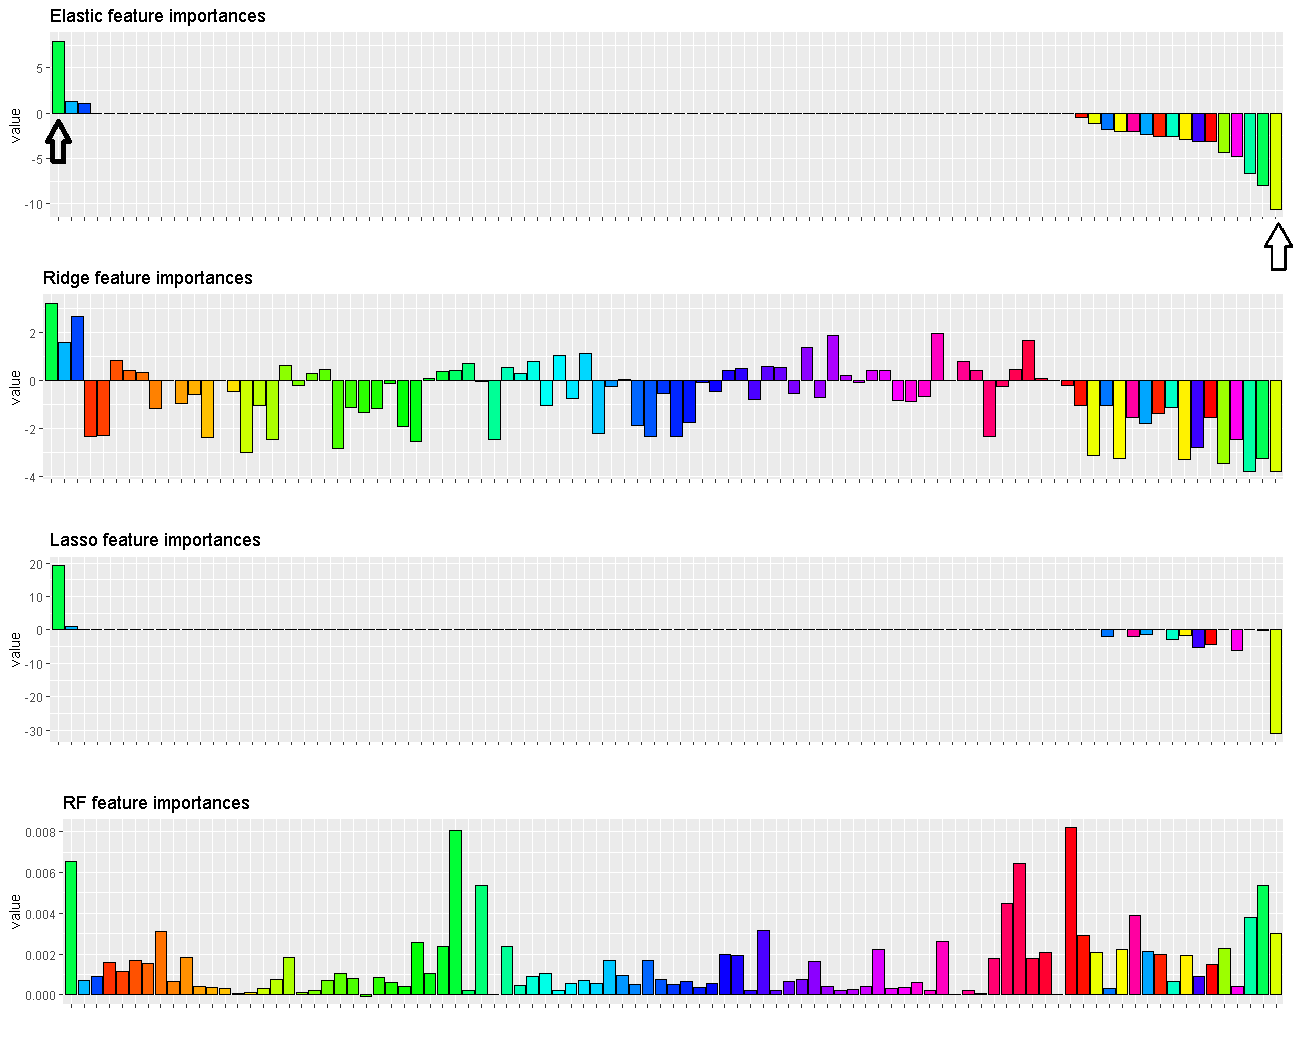 Elastic feature importances
value
5
0
-5
-10
Ridge feature importances
value
2
0
-2
-4
Lasso feature importances
value
20
10
0
-10
-20
-30
RF feature importances
value
0.008
0.006
0.004
0.002
0.000